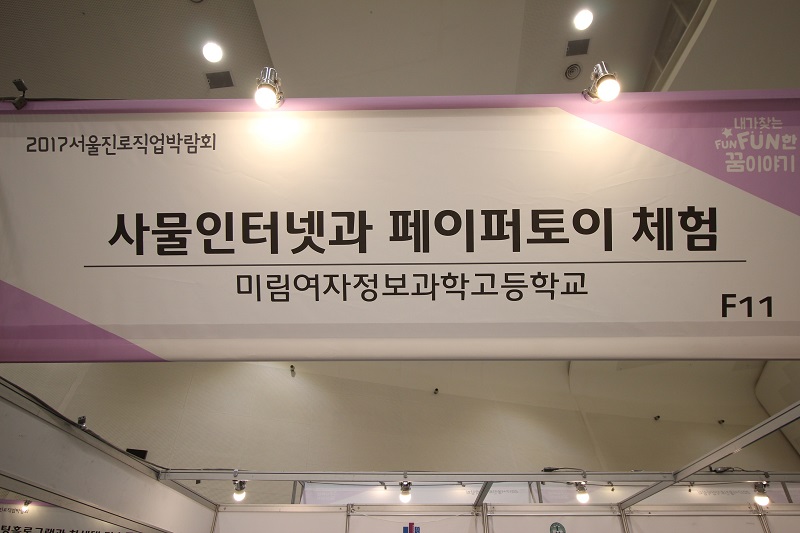 2017서울진로직업박람회
내가찾는
FUN FUN한
꿈이야기
사물인터넷과 페이퍼토이 체험
미림여자정보과학고등학교
F11